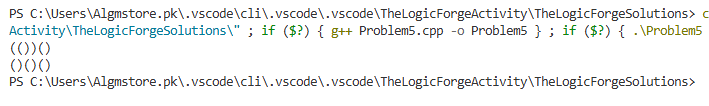 PS C:\Users\Algmstore.pk\.vscode\cli\.vscode\.vscode\TheLogicForgeActivity\TheLogicForgeSolutions> c
Activity\TheLogicForgeSolutions\" ; if ($?) { g++ Problem5.cpp -o Problem5 } ; if ($?) { .\Problem5
(())()
()()()
PS C:\Users\Algmstore.pk\.vscode\cli\.vscode\.vscode\TheLogicForgeActivity\TheLogicForgeSolutions>